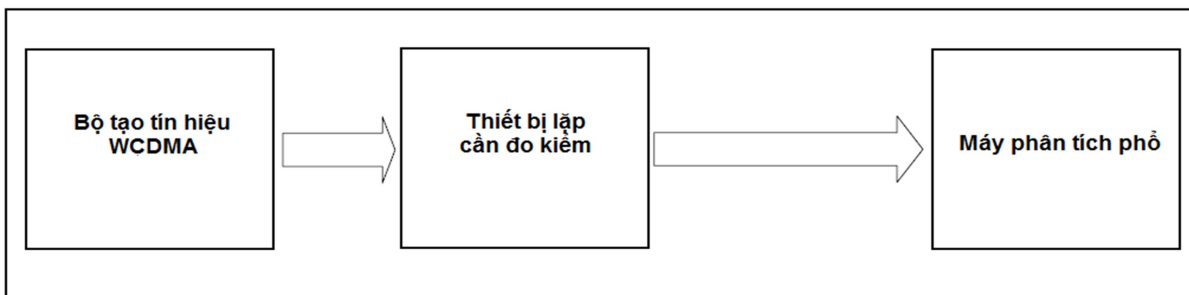 Bộ tạo tín hiệu
WCDMA
Thiết bị lặp
cần đo kiểm
Máy phân tích phổ